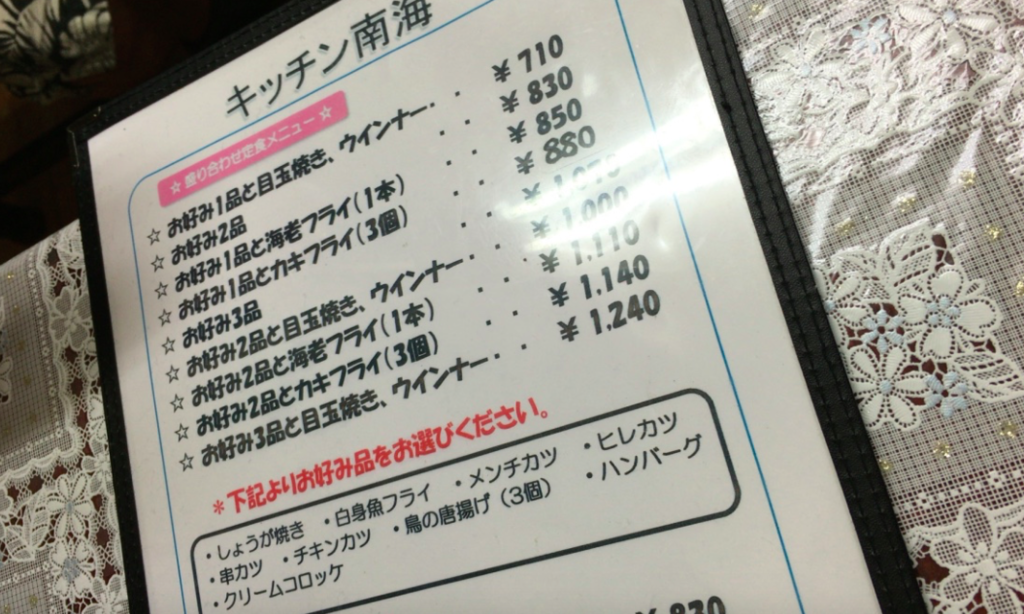 キッチン南海
☆盛り合わせ定食メニュー☆
☆ お好み1品と目玉焼き、ウインナー・・ ¥710
☆ お好み2品 ・・ ¥830
☆ お好み1品と海老フライ(1本) ・・ ¥850
☆ お好み1品とカキフライ(3個) ・・ ¥880
☆ お好み3品 ・・
☆ お好み2品と目玉焼き、ウインナー・・ ¥1.000
☆ お好み2品と海老フライ(1本) ・・ ¥1.110
☆ お好み2品とカキフライ(3個) ・・ ¥1.140
☆ お好み3品と目玉焼き、ウインナー・・ ¥1.240
*下記よりお好み品をお選びください。
・しょうが焼き ・白身魚フライ ・メンチカツ ・ヒレカツ
・串カツ ・チキンカツ ・鳥の唐揚げ(3個) ・ハンバーグ
・クリームコロッケ
¥830